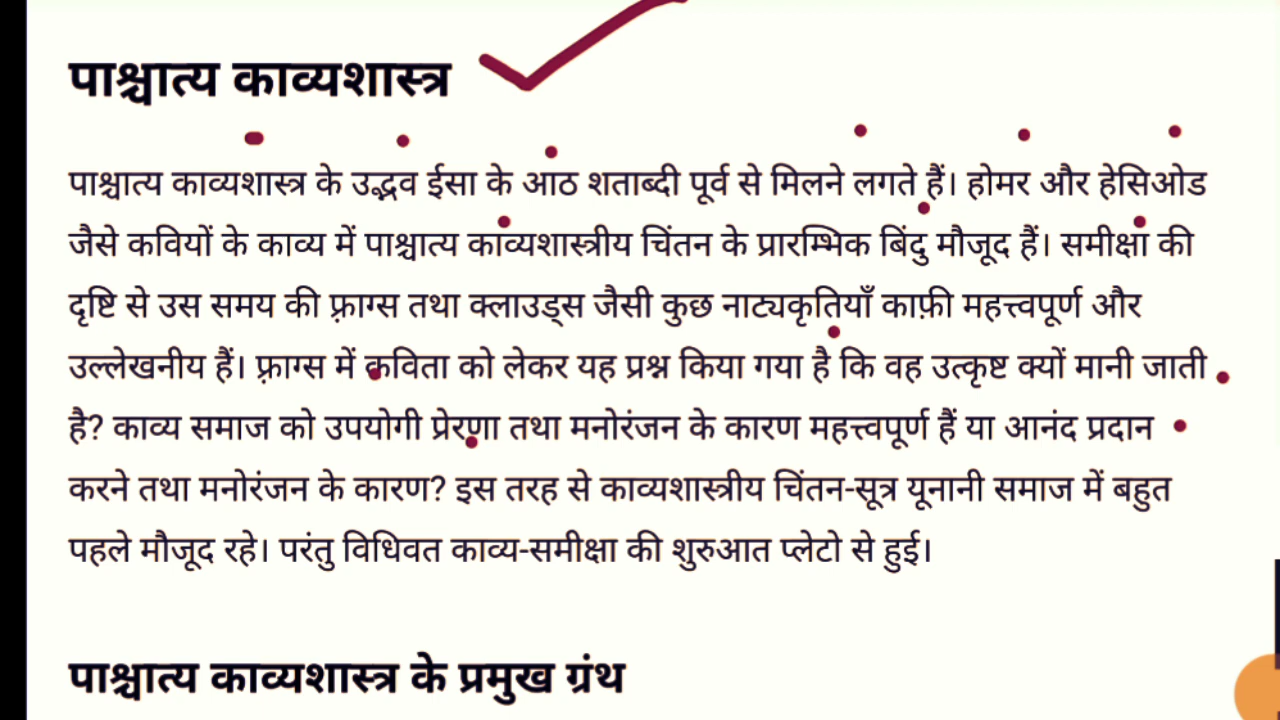 पाश्चात्य काव्यशास्त्र
पाश्चात्य काव्यशास्त्र के उद्भव ईसा के आठ शताब्दी पूर्व से मिलने लगते हैं। होमर और हेसिओड
जैसे कवियों के काव्य में पाश्चात्य काव्यशास्त्रीय चिंतन के प्रारम्भिक बिंदु मौजूद हैं। समीक्षा की
दृष्टि से उस समय की फ़्राग्स तथा क्लाउड्स जैसी कुछ नाट्यकृतियाँ काफ़ी महत्त्वपूर्ण और
उल्लेखनीय हैं। फ़्राग्स में कविता को लेकर यह प्रश्न किया गया है कि वह उत्कृष्ट क्यों मानी जाती
है? काव्य समाज को उपयोगी प्रेरणा तथा मनोरंजन के कारण महत्त्वपूर्ण हैं या आनंद प्रदान
करने तथा मनोरंजन के कारण? इस तरह से काव्यशास्त्रीय चिंतन-सूत्र यूनानी समाज में बहुत
पहले मौजूद रहे। परंतु विधिवत काव्य-समीक्षा की शुरुआत प्लेटो से हुई।
पाश्चात्य काव्यशास्त्र के प्रमुख ग्रंथ